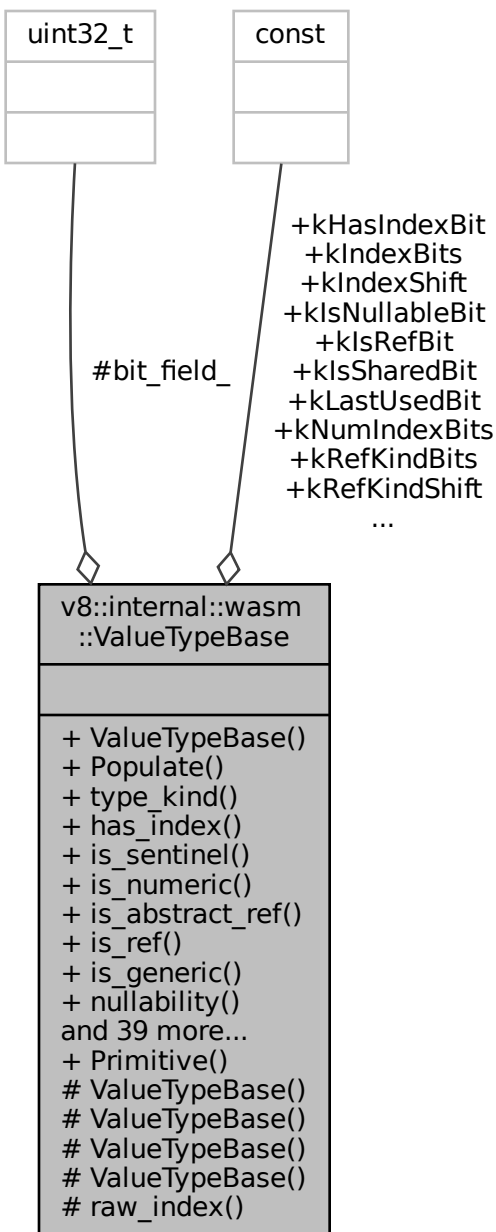 uint32_t
const
+kHasIndexBit
+kIndexBits
+kIndexShift
+kIsNullableBit
+kIsRefBit
+kIsSharedBit
+kLastUsedBit
+kNumIndexBits
+kRefKindBits
+kRefKindShift
...
#bit_field_
v8::internal::wasm
::ValueTypeBase
+ ValueTypeBase()
+ Populate()
+ type_kind()
+ has_index()
+ is_sentinel()
+ is_numeric()
+ is_abstract_ref()
+ is_ref()
+ is_generic()
+ nullability()
and 39 more...
+ Primitive()
# ValueTypeBase()
# ValueTypeBase()
# ValueTypeBase()
# ValueTypeBase()
# raw_index()